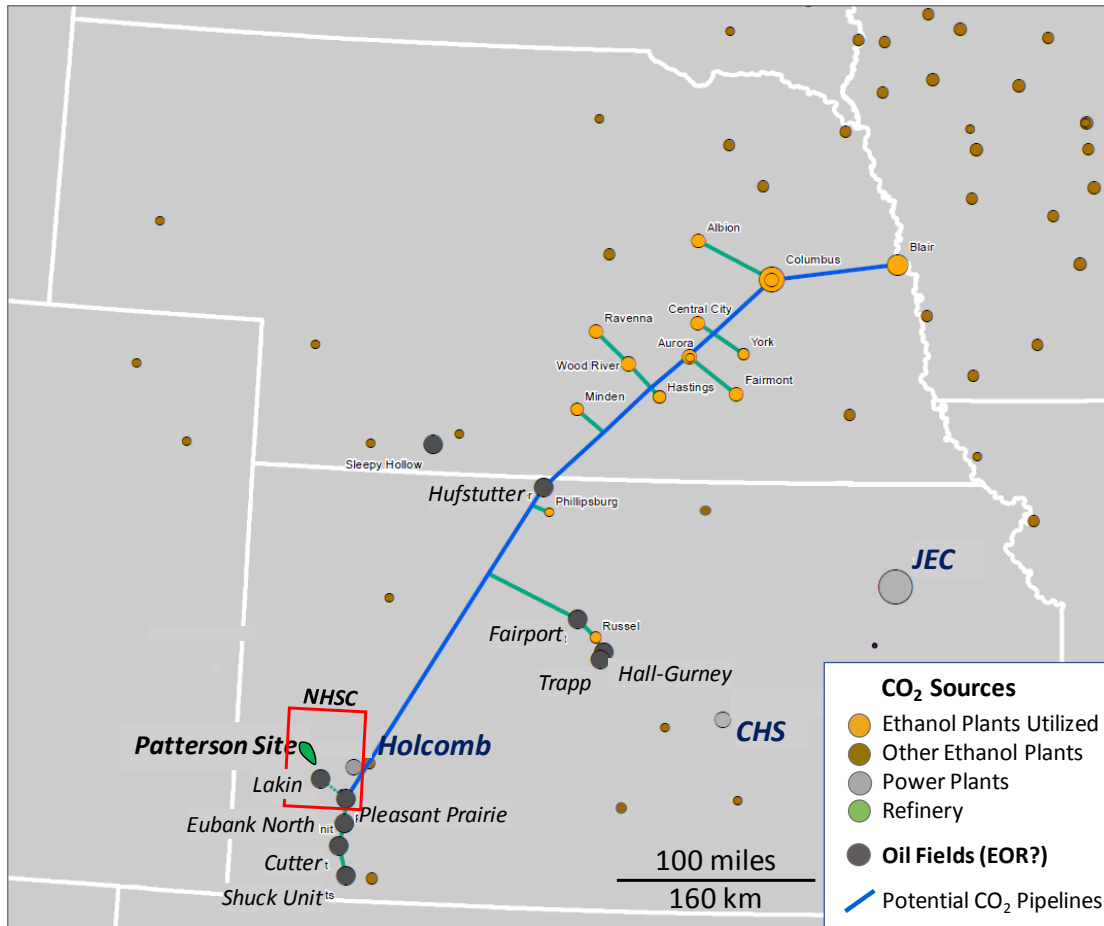 Albion
Columbus
Blair
Central City
Ravenna
Aurora
York
Wood River
Hastings
Fairmont
Minden
Sleepy Hollow
Hufstutter r
Phillipsburg
JEC
Fairport t
Russel
Trapp
Hall-Gurney
NHSC
CHS
Patterson Site
Holcomb
Lakin
Pleasant Prairie
Eubank North nit
Cutter t
Shuck Unit ts
100 miles
160 km
CO2 Sources
Ethanol Plants Utilized
Other Ethanol Plants
Power Plants
Refinery
Oil Fields (EOR?)
Potential CO2 Pipelines